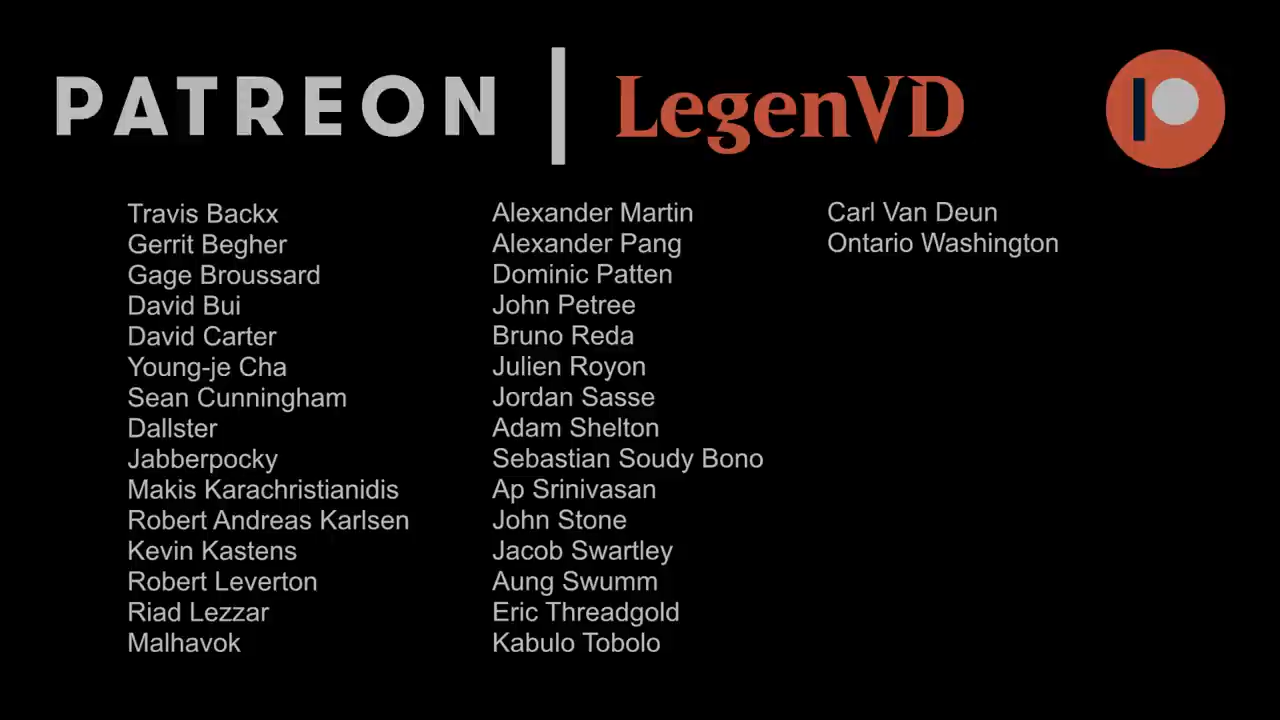 PATREON | LegenVD
Travis Backx
Gerrit Begher
Gage Broussard
David Bui
David Carter
Young-je Cha
Sean Cunningham
Dallster
Jabberpocky
Makis Karachristianidis
Robert Andreas Karlsen
Kevin Kastens
Robert Leverton
Riad Lezzar
Malhavok
Alexander Martin
Alexander Pang
Dominic Patten
John Petree
Bruno Reda
Julien Royon
Jordan Sasse
Adam Shelton
Sebastian Soudy Bono
Ap Srinivasan
John Stone
Jacob Swartley
Aung Swumm
Eric Threadgold
Kabulo Tobolo
Carl Van Deun
Ontario Washington